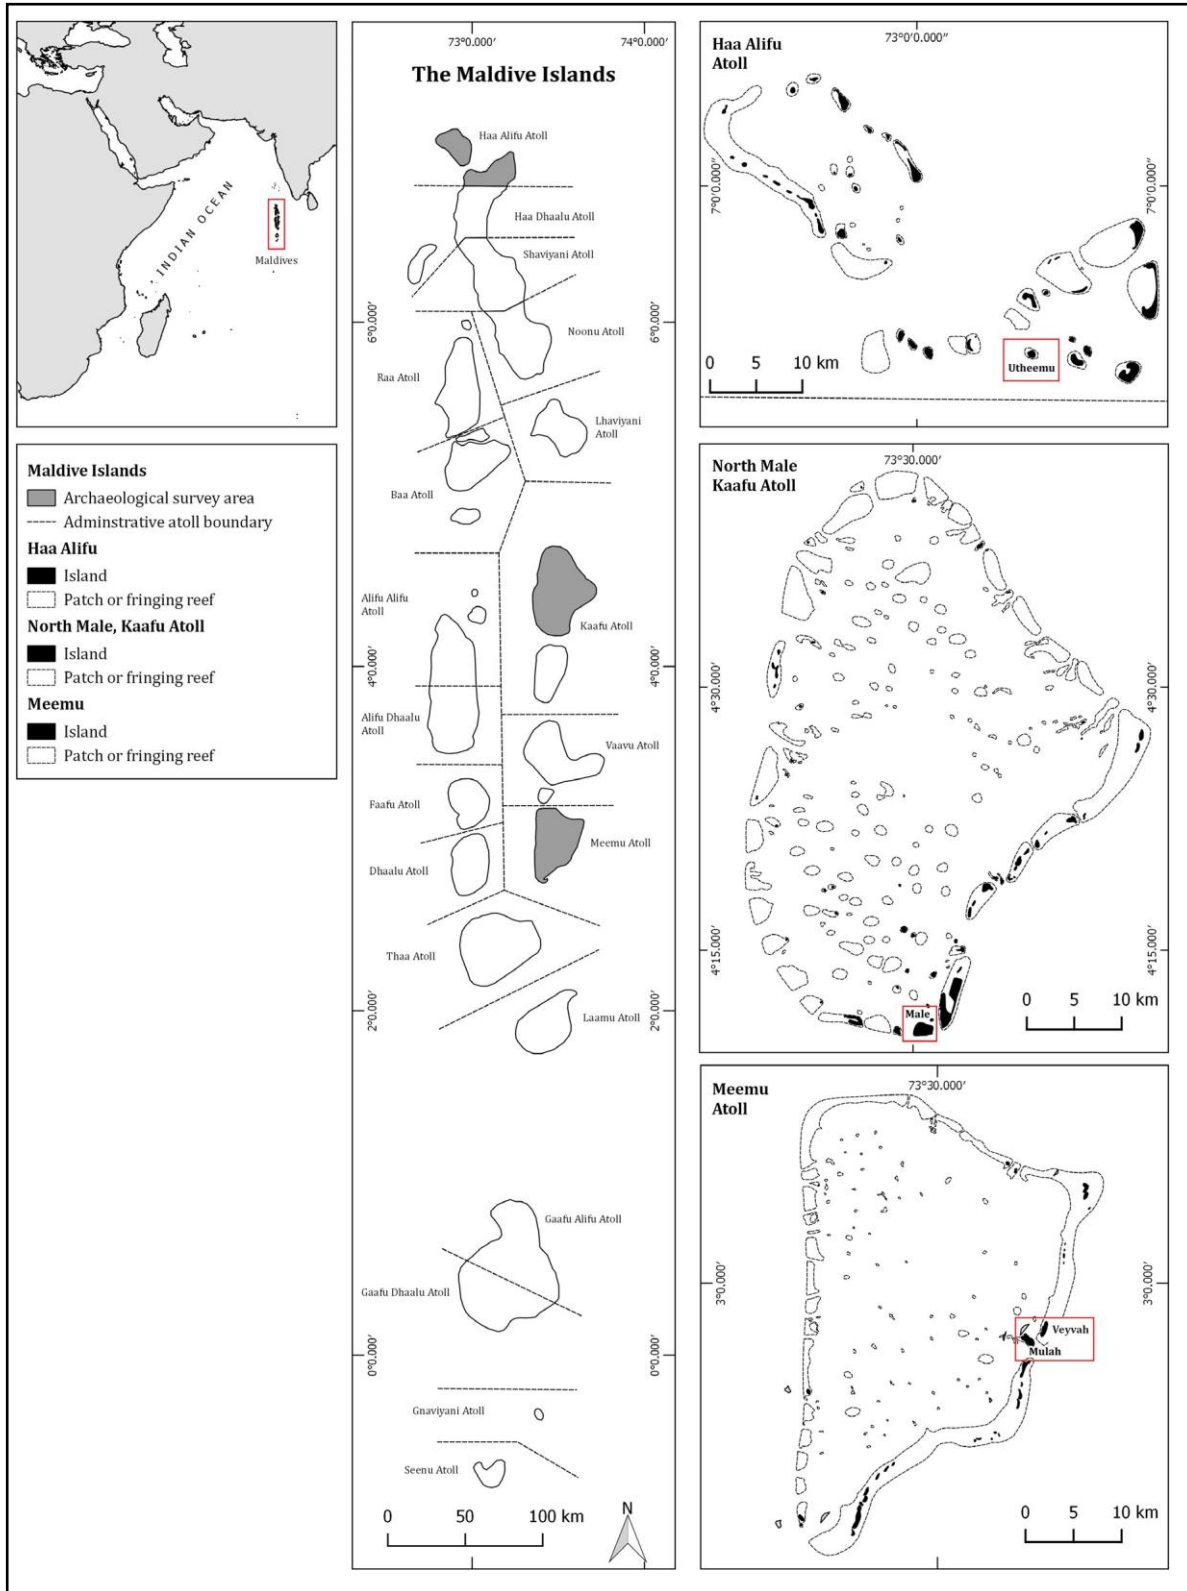 INDIAN OCEAN
Maldives
Maldive Islands
Archaeological survey area
Adminstrative atoll boundary
Haa Alifu
Island
Patch or fringing reef
North Male, Kaafu Atoll
Island
Patch or fringing reef
Meemu
Island
Patch or fringing reef
73°0.000'
74°0.000'
The Maldive Islands
Haa Alifu Atoll
Haa Dhaalu Atoll
Shaviyani Atoll
6°0.000'
6°0.000'
Noonu Atoll
Raa Atoll
Lhaviyani
Atoll
Baa Atoll
Alifu Alifu
Atoll
Kaafu Atoll
4°0.000'
4°0.000'
Alifu Dhaalu
Atoll
Vaavu Atoll
Faafu Atoll
Meemu Atoll
Dhaalu Atoll
Thaa Atoll
2°0.000'
2°0.000'
Laamu Atoll
Gaafu Alifu Atoll
Gaafu Dhaalu Atoll
0°0.000'
0°0.000'
Gnaviyani Atoll
Seenu Atoll
0 50 100 km
N
Haa Alifu
Atoll
73°0.0.000"
7°0'0.000"
7°0'0.000"
0 5 10 km
Utheemu
North Male
Kaafu Atoll
73°30.000'
4°30.000'
4°30.000'
4°15.000'
4°15.000'
Male
0 5 10 km
Meemu
Atoll
73°30.000'
3°0.000'
3°0.000'
Veyvah
Mulah
0 5 10 km